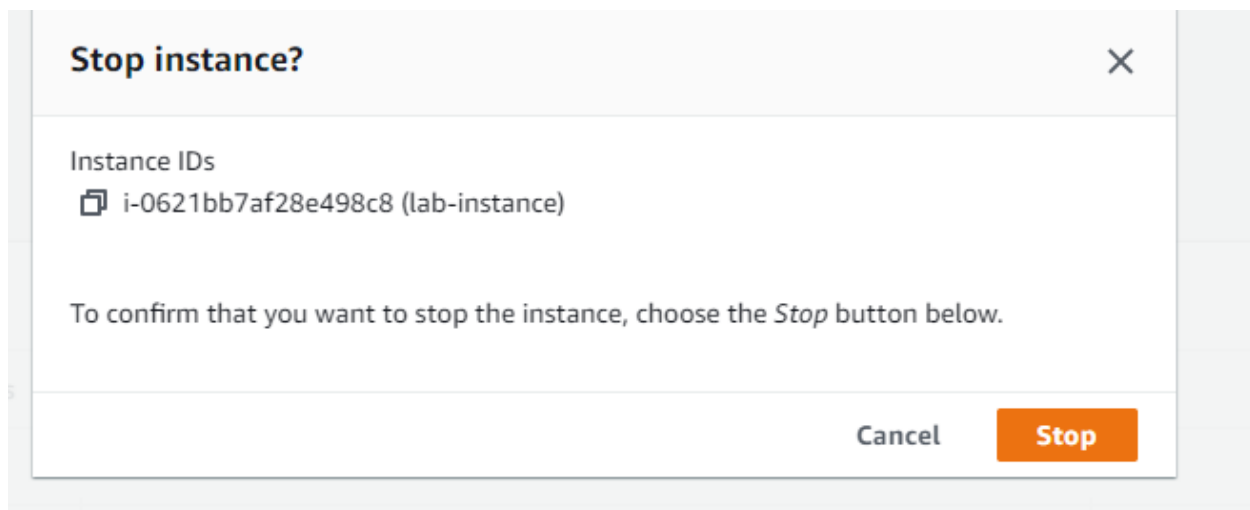 Stop instance?
Instance IDs
i-0621bb7af28e498c8 (lab-instance)
To confirm that you want to stop the instance, choose the Stop button below.
Cancel Stop